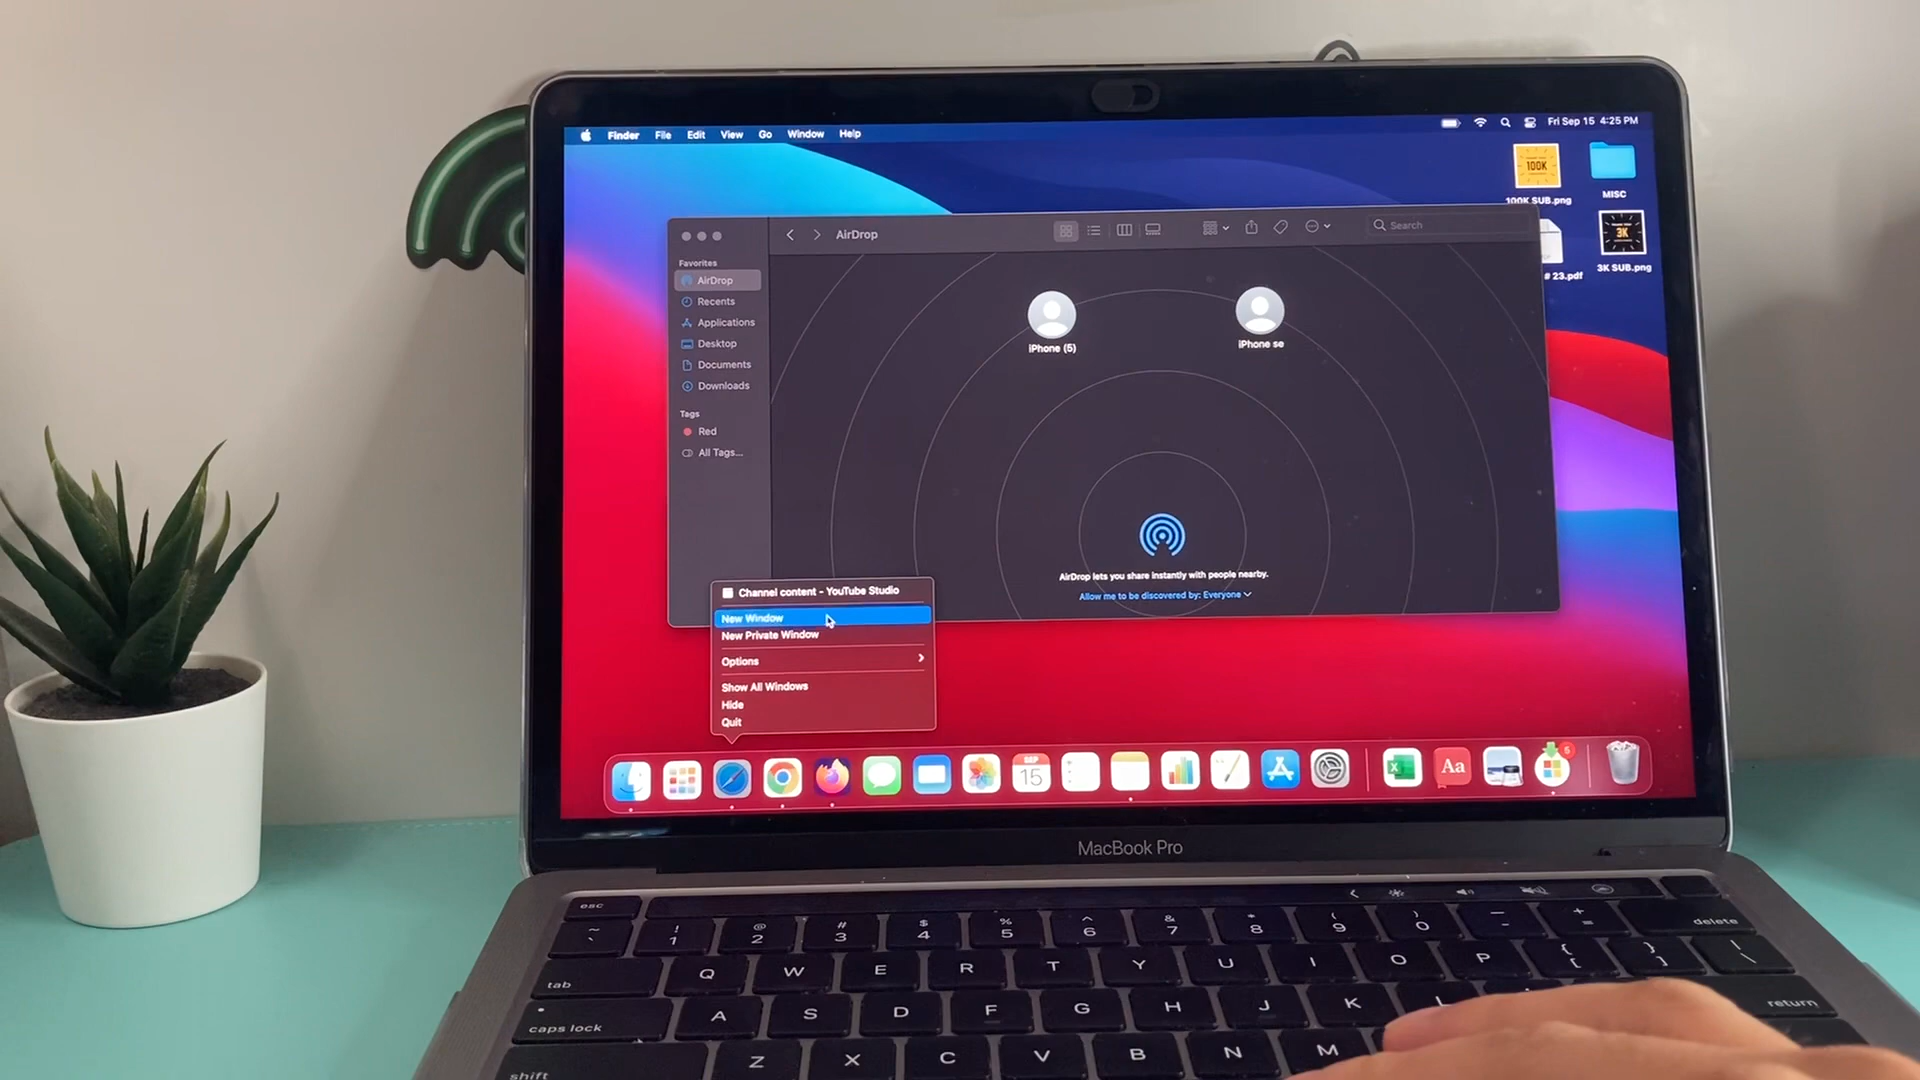 Finder File Edit View Go Window Help
Fri Sep 15 4:25 PM
100K
100K SUB.png
MISC
3K
# 23.pdf
3K SUB.png
AirDrop
Search
Favorites
AirDrop
Recents
Applications
Desktop
Documents
Downloads
Tags
Red
All Tags...
iPhone (5)
iPhone se
AirDrop lets you share instantly with people nearby.
Allow me to be discovered by: Everyone
Channel content - YouTube Studio
New Window
New Private Window
Options
Show All Windows
Hide
Quit
SEP
15
X
Aa
5
MacBook Pro
esc
~ ! @ # $ % ^ & * ( ) _ +
` 1 2 3 4 5 6 7 8 9 0 - = delete
tab Q W E R T Y U I O P { [ } ] | \
caps lock A S D F G H J K L return
shift Z X C V B N M